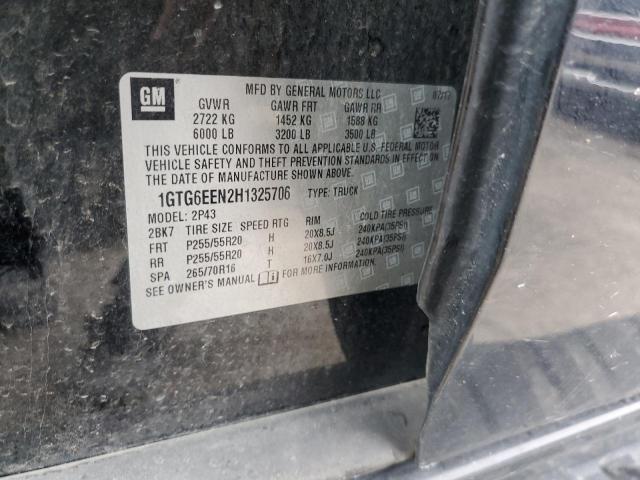 GM
MFD BY GENERAL MOTORS LLC 07/17
GVWR GAWR FRT GAWR RR
2722 KG 1452 KG 1588 KG
6000 LB 3200 LB 3500 LB
THIS VEHICLE CONFORMS TO ALL APPLICABLE U.S. FEDERAL MOTOR
VEHICLE SAFETY AND THEFT PREVENTION STANDARDS IN EFFECT ON
THE DATE OF MANUFACTURE SHOWN ABOVE.
1GTG6EEN2H1325706 TYPE: TRUCK
MODEL: 2P43
2BK7 TIRE SIZE SPEED RTG RIM COLD TIRE PRESSURE
FRT P255/55R20 H 20X8.5J 240KPA(35PSI)
RR P255/55R20 H 20X8.5J 240KPA(35PSI)
SPA 265/70R16 T 16X7.0J 240KPA(35PSI)
SEE OWNER'S MANUAL FOR MORE INFORMATION.